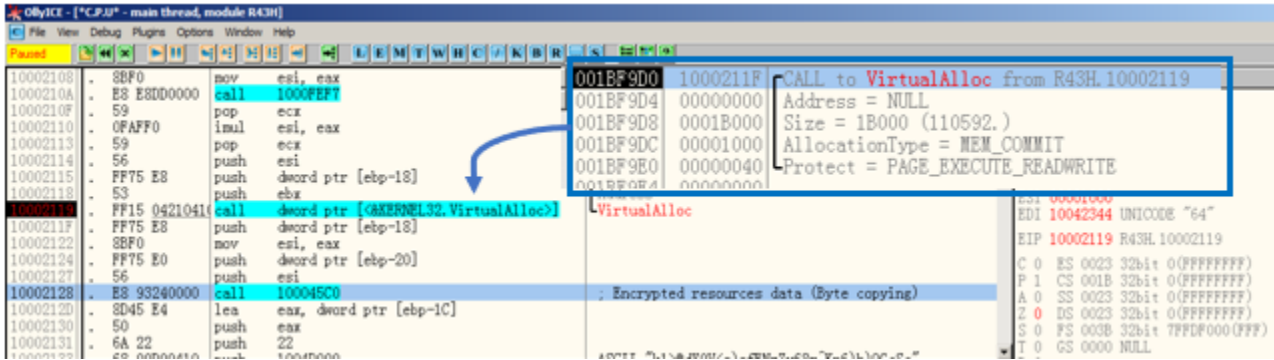 OllyICE - [*C.P.U* - main thread, module R43H]
File View Debug Plugins Options Window Help
Paused L E M T W H C / K B R ... S
10002108 . 8BF0 mov esi, eax
1000210A . E8 E8DD0000 call 1000FEF7
1000210F . 59 pop ecx
10002110 . 0FAFF0 imul esi, eax
10002113 . 59 pop ecx
10002114 . 56 push esi
10002115 . FF75 E8 push dword ptr [ebp-18]
10002118 . 53 push ebx
10002119 . FF15 04210410 call dword ptr [<&KERNEL32.VirtualAlloc>] VirtualAlloc
1000211F . FF75 E8 push dword ptr [ebp-18]
10002122 . 8BF0 mov esi, eax
10002124 . FF75 E0 push dword ptr [ebp-20]
10002127 . 56 push esi
10002128 . E8 93240000 call 100045C0 ; Encrypted resources data (Byte copying)
1000212D . 8D45 E4 lea eax, dword ptr [ebp-1C]
10002130 . 50 push eax
10002131 . 6A 22 push 22
001BF9D0 1000211F CALL to VirtualAlloc from R43H.10002119
001BF9D4 00000000 Address = NULL
001BF9D8 0001B000 Size = 1B000 (110592.)
001BF9DC 00001000 AllocationType = MEM_COMMIT
001BF9E0 00000040 Protect = PAGE_EXECUTE_READWRITE
001BF9E4 00000000
ESI 00001000
EDI 10042344 UNICODE "64"
EIP 10002119 R43H.10002119
C 0 ES 0023 32bit 0(FFFFFFFF)
P 1 CS 001B 32bit 0(FFFFFFFF)
A 0 SS 0023 32bit 0(FFFFFFFF)
Z 0 DS 0023 32bit 0(FFFFFFFF)
S 0 FS 003B 32bit 7FFDF000(FFF)
T 0 GS 0000 NULL